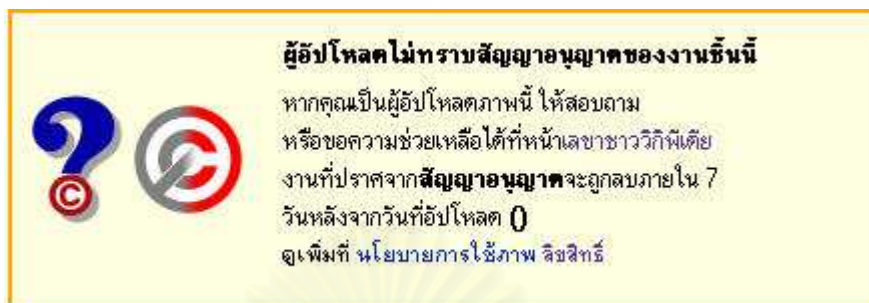 ผู้อัปโหลดไม่ทราบสัญญาอนุญาตของงานชิ้นนี้
หากคุณเป็นผู้อัปโหลดภาพนี้ ให้สอบถาม
หรือขอความช่วยเหลือได้ที่หน้าเลขาชาววิกิพีเดีย
งานที่ปราศจากสัญญาอนุญาตจะถูกลบภายใน 7
วันหลังจากวันที่อัปโหลด ()
ดูเพิ่มที่ นโยบายการใช้ภาพ ลิขสิทธิ์